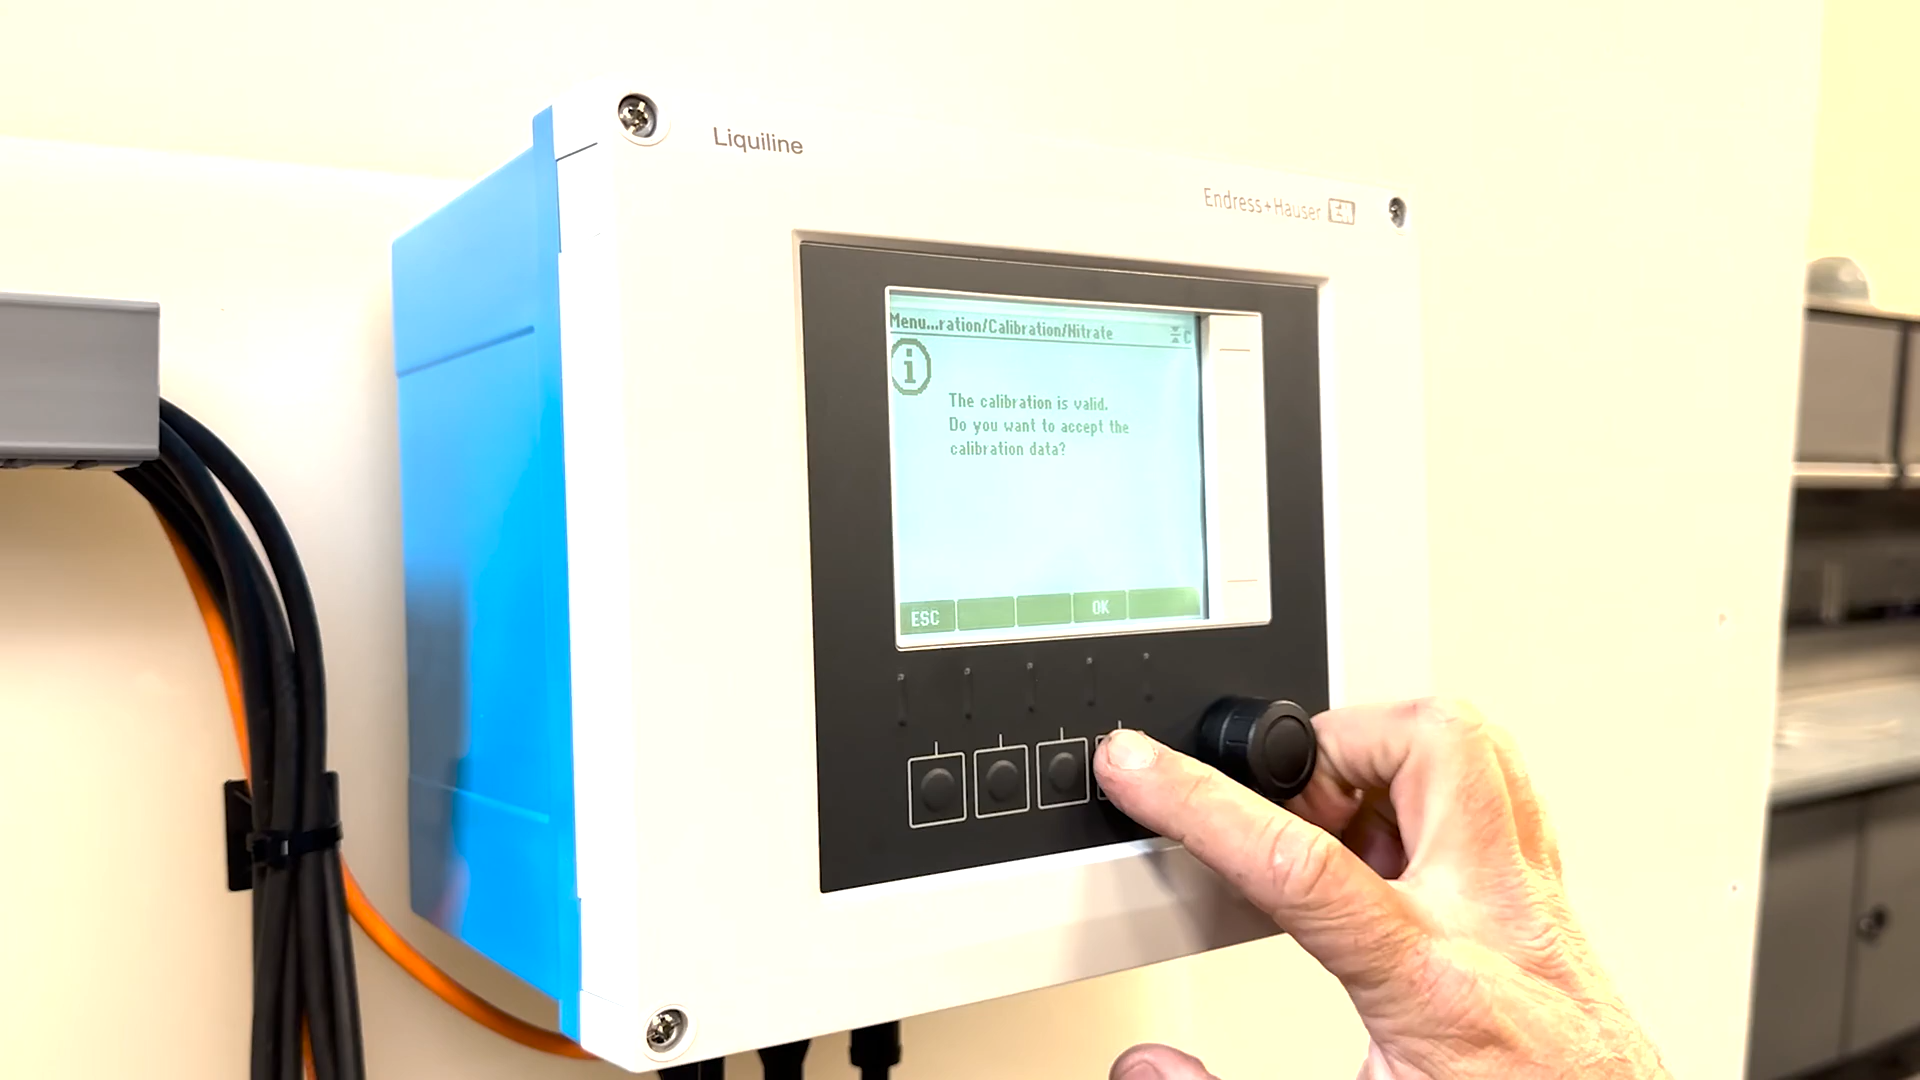 Liquiline
Endress+Hauser
Menu...ration/Calibration/Nitrate
C
i
The calibration is valid.
Do you want to accept the
calibration data?
ESC
OK